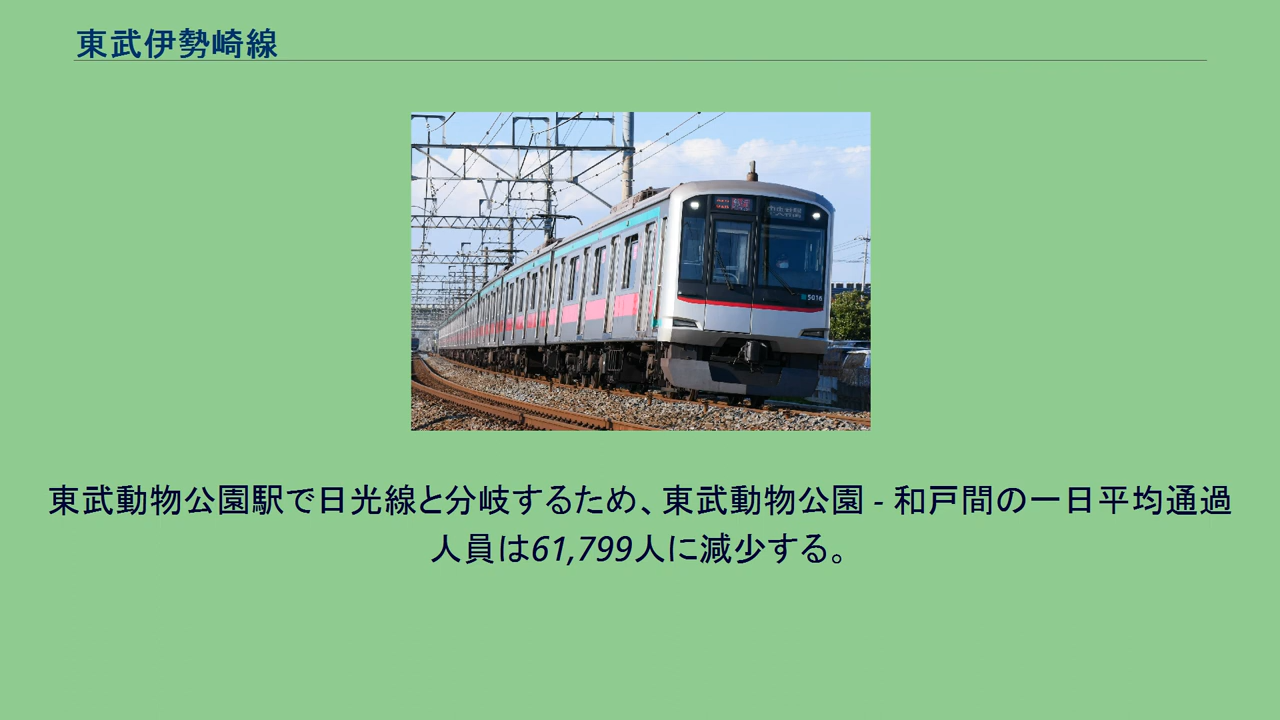 東武伊勢崎線
5016
東武動物公園駅で日光線と分岐するため、東武動物公園 - 和戸間の一日平均通過
人員は61,799人に減少する。